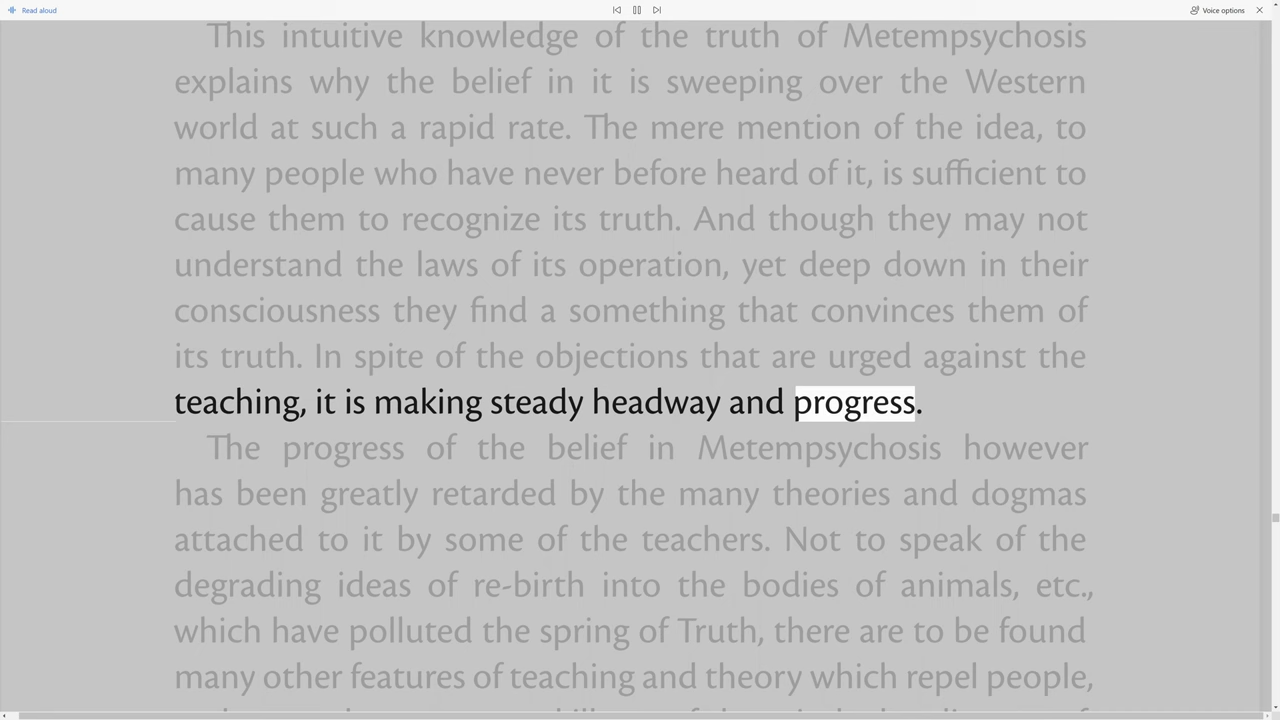 Read aloud
Voice options
This intuitive knowledge of the truth of Metempsychosis
explains why the belief in it is sweeping over the Western
world at such a rapid rate. The mere mention of the idea, to
many people who have never before heard of it, is sufficient to
cause them to recognize its truth. And though they may not
understand the laws of its operation, yet deep down in their
consciousness they find a something that convinces them of
its truth. In spite of the objections that are urged against the
teaching, it is making steady headway and progress.
The progress of the belief in Metempsychosis however
has been greatly retarded by the many theories and dogmas
attached to it by some of the teachers. Not to speak of the
degrading ideas of re-birth into the bodies of animals, etc.,
which have polluted the spring of Truth, there are to be found
many other features of teaching and theory which repel people,